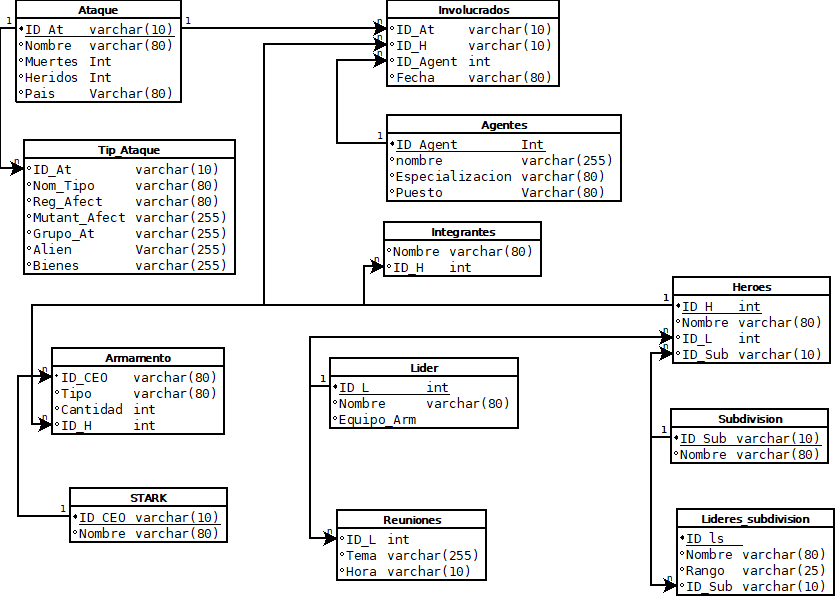 Ataque
ID_At varchar(10)
Nombre varchar(80)
Muertes Int
Heridos Int
Pais Varchar(80)
1
1
Involucrados
ID_At varchar(10)
ID_H varchar(10)
ID_Agent int
Fecha varchar(80)
n
n
n
Agentes
ID_Agent Int
nombre varchar(255)
Especializacion varchar(80)
Puesto Varchar(80)
1
Tip_Ataque
ID_At varchar(10)
Nom_Tipo varchar(80)
Reg_Afect varchar(80)
Mutant_Afect varchar(255)
Grupo_At varchar(255)
Alien Varchar(255)
Bienes varchar(255)
n
Integrantes
Nombre varchar(80)
ID_H int
n
Heroes
ID_H int
Nombre varchar(80)
ID_L int
ID_Sub varchar(10)
1
n
n
Armamento
ID_CEO varchar(80)
Tipo varchar(80)
Cantidad int
ID_H int
n
n
Lider
ID_L int
Nombre varchar(80)
Equipo_Arm
1
Subdivision
ID_Sub varchar(10)
Nombre varchar(80)
1
STARK
ID_CEO varchar(10)
Nombre varchar(80)
1
Reuniones
ID_L int
Tema varchar(255)
Hora varchar(10)
n
Lideres_subdivision
ID_ls
Nombre varchar(80)
Rango varchar(25)
ID_Sub varchar(10)
n